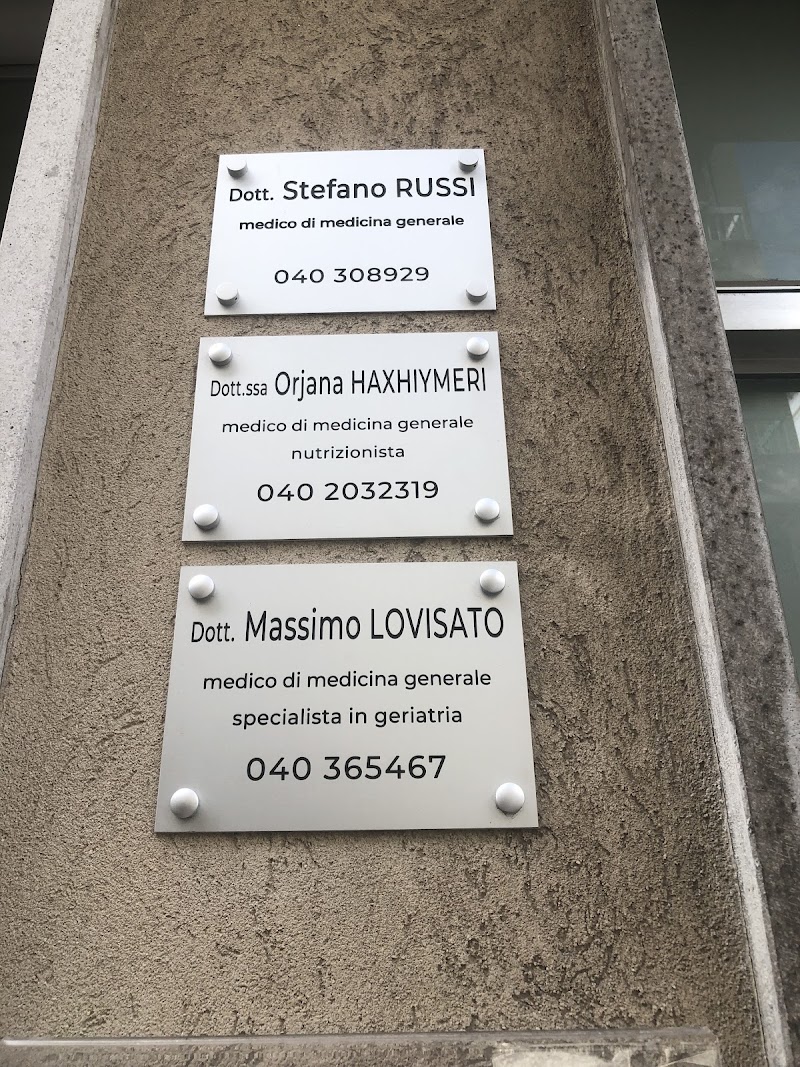 Dott. Stefano RUSSI
medico di medicina generale
040 308929
Dott.ssa Orjana HAXHIYMERI
medico di medicina generale
nutrizionista
040 2032319
Dott. Massimo LOVISATO
medico di medicina generale
specialista in geriatria
040 365467